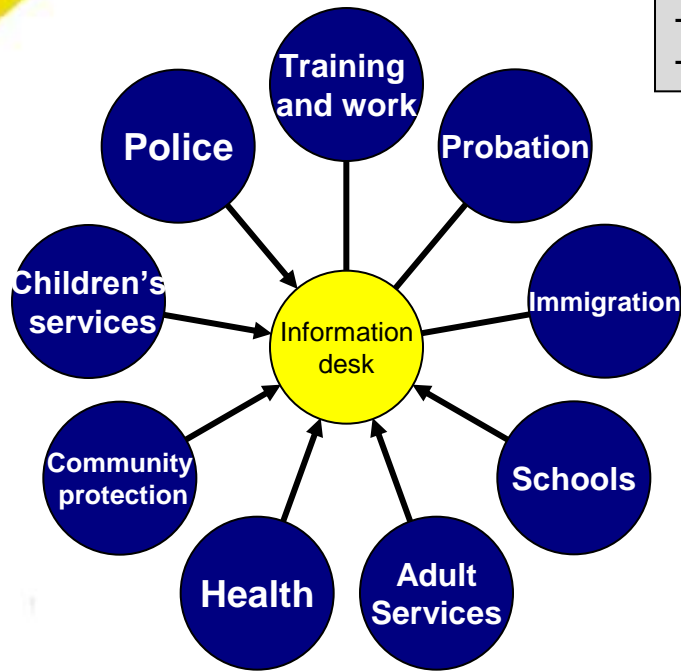 Training
and work
Police
Probation
Children's
services
Immigration
Information
desk
Community
protection
Schools
Health
Adult
Services